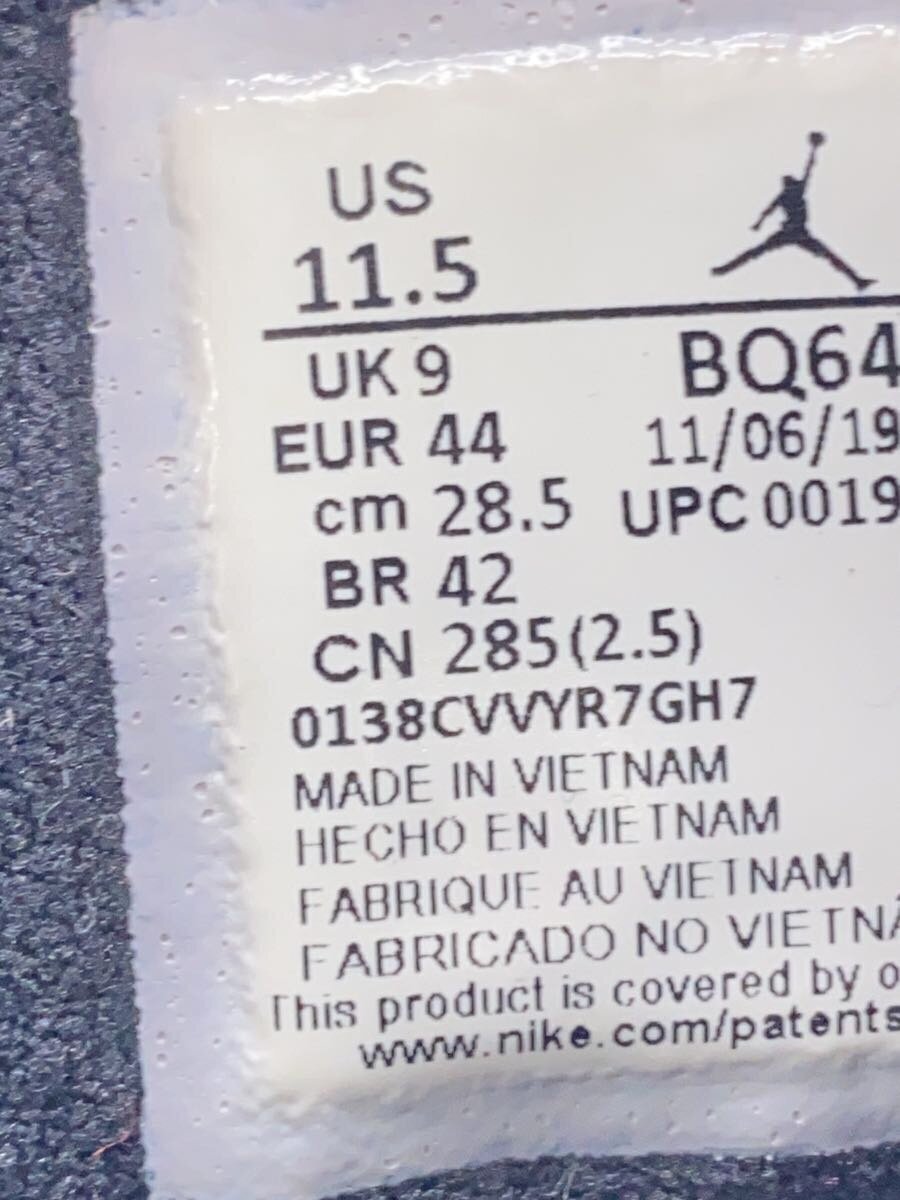 US
11.5
UK 9
EUR 44
cm 28.5
BR 42
CN 285(2.5)
BQ64
11/06/19
UPC 0019
0138CVVYR7GH7
MADE IN VIETNAM
HECHO EN VIETNAM
FABRIQUE AU VIETNAM
FABRICADO NO VIETNÃ
This product is covered by o
www.nike.com/patents